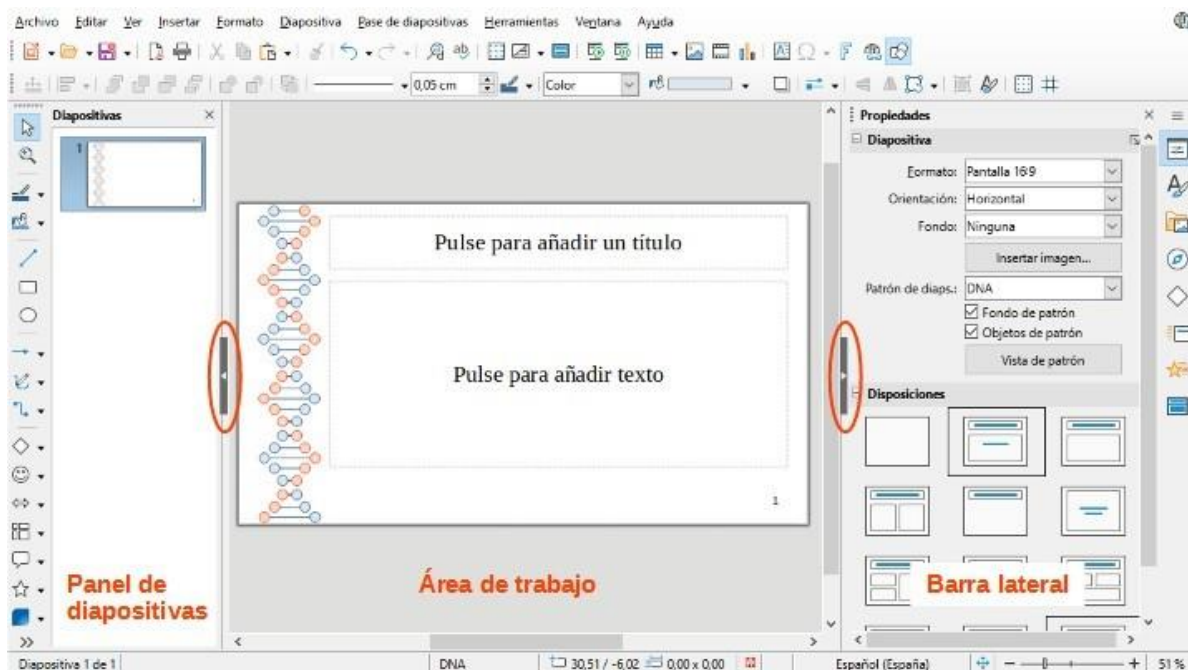 Archivo Editar Ver Insertar Formato Diapositiva Pase de diapositivas Herramientas Ventana Ayuda
0,05 cm Color
Diapositivas
1
Pulse para añadir un título
Pulse para añadir texto
1
Propiedades
Diapositiva
Formato: Pantalla 16:9
Orientación: Horizontal
Fondo: Ninguna
Insertar imagen...
Patrón de diaps.: DNA
Fondo de patrón
Objetos de patrón
Vista de patrón
Disposiciones
Panel de
diapositivas
Área de trabajo
Barra lateral
Diapositiva 1 de 1 DNA 30,51 / -6,02 0,00 x 0,00 Español (España) 51 %